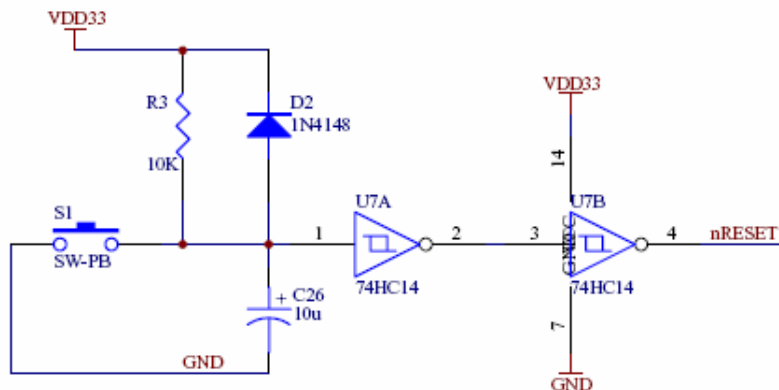 VDD33
R3
10K
D2
1N4148
VDD33
14
S1
SW-PB
U7A
1
2
74HC14
U7B
3
4
nRESET
74HC14
C26
10u
+
GND
7
GND